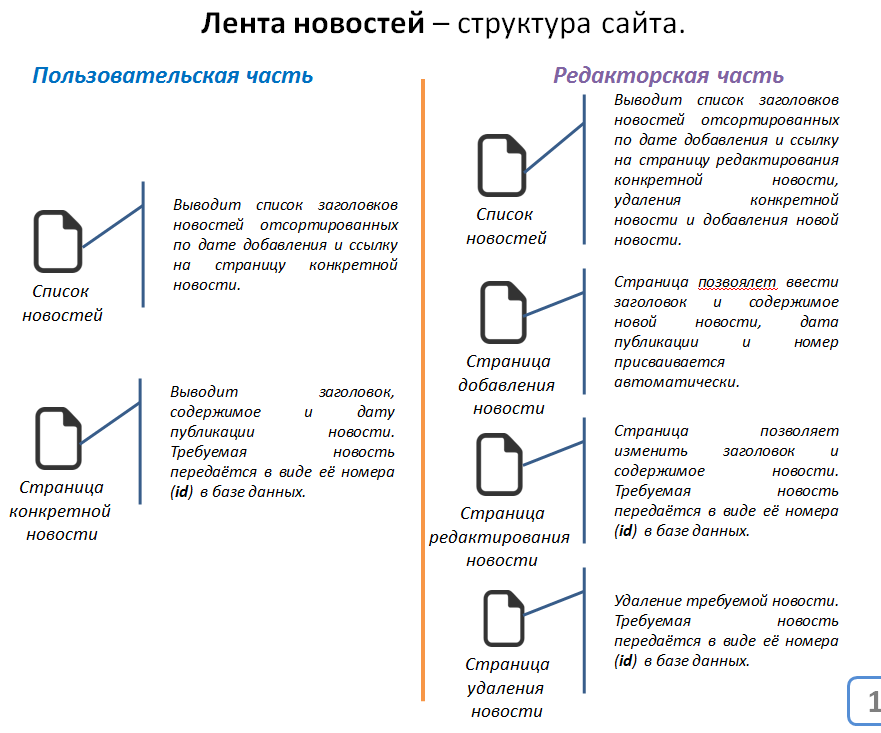 Лента новостей – структура сайта.
Пользовательская часть
Выводит список заголовков
новостей отсортированных
по дате добавления и ссылку
на страницу конкретной
новости.
Список
новостей
Выводит заголовок,
содержимое и дату
публикации новости.
Требуемая новость
передаётся в виде её номера
(id) в базе данных.
Страница
конкретной
новости
Редакторская часть
Выводит список заголовков
новостей отсортированных
по дате добавления и ссылку
на страницу редактирования
конкретной новости,
удаления конкретной
новости и добавления новой
новости.
Список
новостей
Страница позвоялет ввести
заголовок и содержимое
новой новости, дата
публикации и номер
присваивается
автоматически.
Страница
добавления
новости
Страница позволяет
изменить заголовок и
содержимое новости.
Требуемая новость
передаётся в виде её номера
(id) в базе данных.
Страница
редактирования
новости
Удаление требуемой новости.
Требуемая новость
передаётся в виде её номера
(id) в базе данных.
Страница
удаления
новости
1